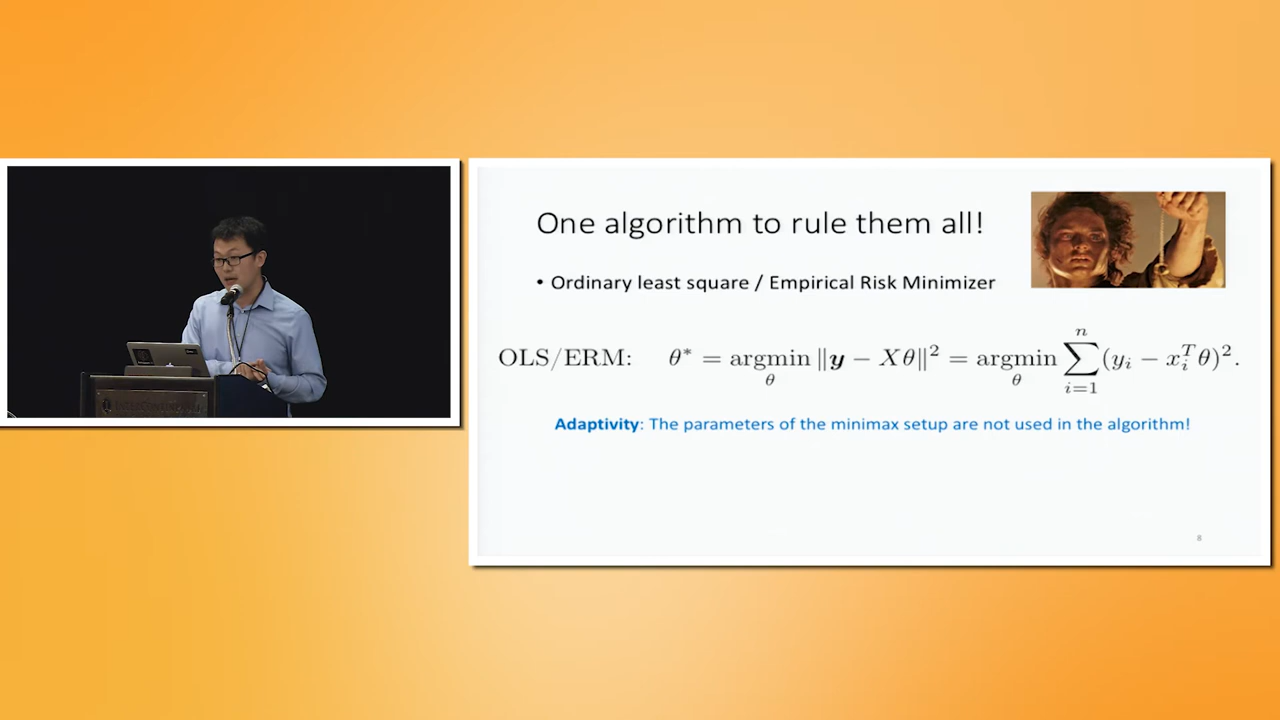 One algorithm to rule them all!
• Ordinary least square / Empirical Risk Minimizer
OLS/ERM: θ* = argmin_θ ‖y − Xθ‖² = argmin_θ ∑_{i=1}^{n} (y_i − x_i^T θ)².
Adaptivity: The parameters of the minimax setup are not used in the algorithm!
8